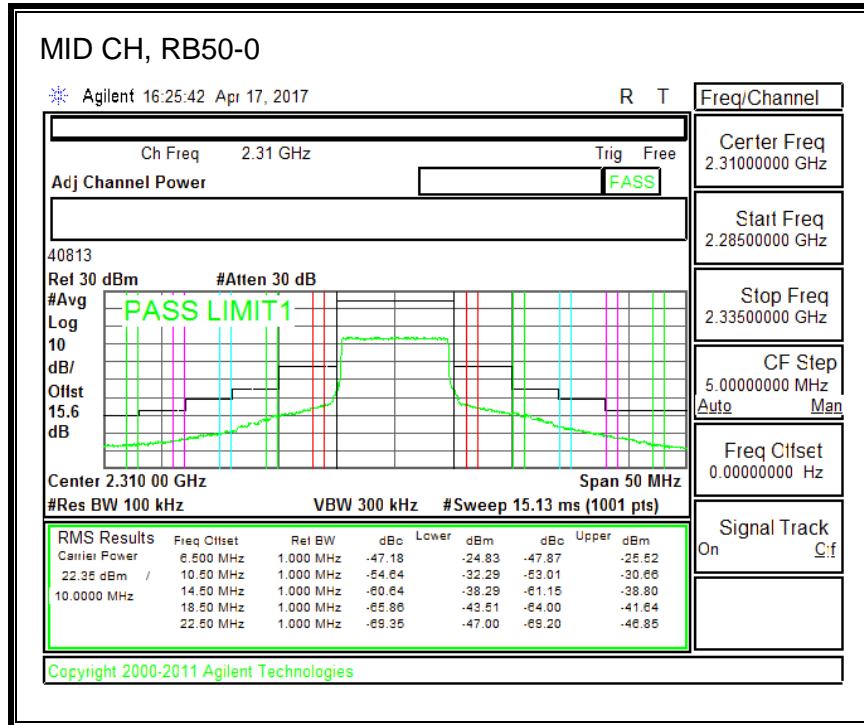 MID CH, RB50-0
Agilent 16:25:42 Apr 17, 2017 R T
Freq/Channel
Ch Freq 2.31 GHz Trig Free
Adj Channel Power PASS
Center Freq
2.31000000 GHz
Start Freq
2.28500000 GHz
Stop Freq
2.33500000 GHz
CF Step
5.00000000 MHz
Auto Man
Freq Offset
0.00000000 Hz
Signal Track
On Off
40813
Ref 30 dBm #Atten 30 dB
#Avg
Log
10
dB/
Offst
15.6
dB
PASS LIMIT1
Center 2.310 00 GHz Span 50 MHz
#Res BW 100 kHz VBW 300 kHz #Sweep 15.13 ms (1001 pts)
RMS Results Freq Offset Ref BW dBc Lower dBm dBc Upper dBm
Carrier Power 6.500 MHz 1.000 MHz -47.18 -24.83 -47.87 -25.52
22.35 dBm / 10.50 MHz 1.000 MHz -54.64 -32.29 -53.01 -30.66
10.0000 MHz 14.50 MHz 1.000 MHz -60.64 -38.29 -61.15 -38.80
18.50 MHz 1.000 MHz -65.86 -43.51 -64.00 -41.64
22.50 MHz 1.000 MHz -69.35 -47.00 -69.20 -46.85
Copyright 2000-2011 Agilent Technologies